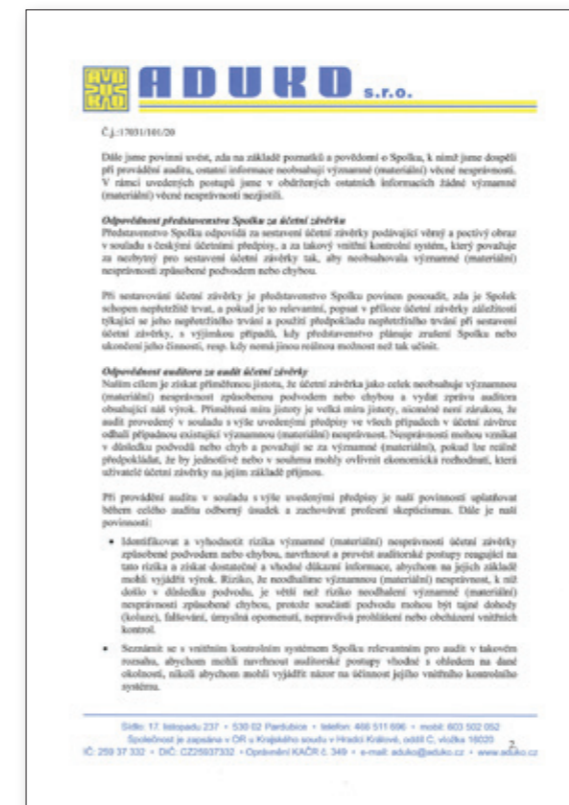 ADUKO s.r.o.
Č.j.:17031/101/20
Dále jsme povinni uvést, zda na základě poznatků a povědomí o Spolku, k nimž jsme dospěli
při provádění auditu, ostatní informace neobsahují významné (materiální) věcné nesprávnosti.
V rámci uvedených postupů jsme v obdržených ostatních informacích žádné významné
(materiální) věcné nesprávnosti nezjistili.
Odpovědnost představenstva Spolku za účetní závěrku
Představenstvo Spolku odpovídá za sestavení účetní závěrky podávající věrný a poctivý obraz
v souladu s českými účetními předpisy, a za takový vnitřní kontrolní systém, který považuje
za nezbytný pro sestavení účetní závěrky tak, aby neobsahovala významné (materiální)
nesprávnosti způsobené podvodem nebo chybou.
Při sestavování účetní závěrky je představenstvo Spolku povinen posoudit, zda je Spolek
schopen nepřetržitě trvat, a pokud je to relevantní, popsat v příloze účetní závěrky záležitosti
týkající se jeho nepřetržitého trvání a použití předpokladu nepřetržitého trvání při sestavení
účetní závěrky, s výjimkou případů, kdy představenstvo plánuje zrušení Spolku nebo
ukončení jeho činnosti, resp. kdy nemá jinou reálnou možnost než tak učinit.
Odpovědnost auditora za audit účetní závěrky
Naším cílem je získat přiměřenou jistotu, že účetní závěrka jako celek neobsahuje významnou
(materiální) nesprávnost způsobenou podvodem nebo chybou a vydat zprávu auditora
obsahující náš výrok. Přiměřená míra jistoty je velká míra jistoty, nicméně není zárukou, že
audit provedený v souladu s výše uvedenými předpisy ve všech případech v účetní závěrce
odhalí případnou existující významnou (materiální) nesprávnost. Nesprávnosti mohou vznikat
v důsledku podvodů nebo chyb a považují se za významné (materiální), pokud lze reálně
předpokládat, že by jednotlivě nebo v souhrnu mohly ovlivnit ekonomická rozhodnutí, která
uživatelé účetní závěrky na jejím základě přijmou.
Při provádění auditu v souladu s výše uvedenými předpisy je naší povinností uplatňovat
během celého auditu odborný úsudek a zachovávat profesní skepticismus. Dále je naší
povinností:
• Identifikovat a vyhodnotit rizika významné (materiální) nesprávnosti účetní závěrky
způsobené podvodem nebo chybou, navrhnout a provést auditorské postupy reagující na
tato rizika a získat dostatečné a vhodné důkazní informace, abychom na jejich základě
mohli vyjádřit výrok. Riziko, že neodhalíme významnou (materiální) nesprávnost, k níž
došlo v důsledku podvodu, je větší než riziko neodhalení významné (materiální)
nesprávnosti způsobené chybou, protože součástí podvodu mohou být tajné dohody
(koluze), falšování, úmyslná opomenutí, nepravdivá prohlášení nebo obcházení vnitřních
kontrol.
• Seznámit se s vnitřním kontrolním systémem Spolku relevantním pro audit v takovém
rozsahu, abychom mohli navrhnout auditorské postupy vhodné s ohledem na dané
okolnosti, nikoli abychom mohli vyjádřit názor na účinnost jejího vnitřního kontrolního
systému.
Sídlo: 17. listopadu 237 • 530 02 Pardubice • telefon: 466 511 696 • mobil: 603 502 052
Společnost je zapsána v OR u Krajského soudu v Hradci Králové, oddíl C, vložka 16020
2
IČ: 259 37 332 • DIČ: CZ25937332 • Oprávnění KAČR č. 349 • e-mail: aduko@aduko.cz • www.aduko.cz